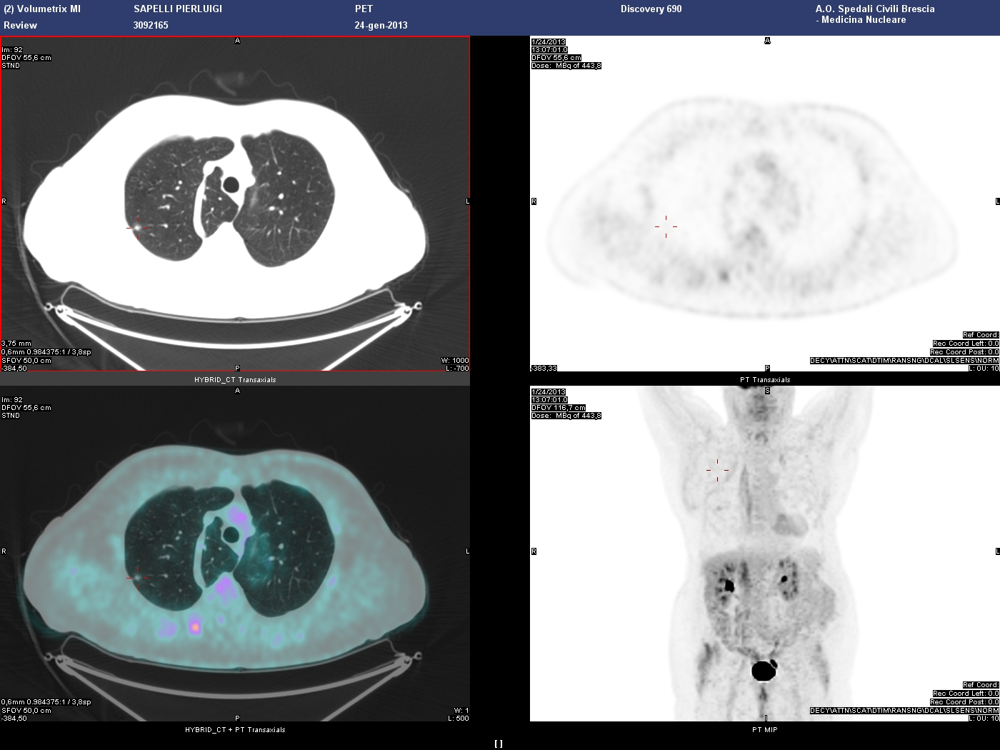 (2) Volumetrix MI SAPELLI PIERLUIGI PET Discovery 690 A.O. Spedali Civili Brescia
- Medicina Nucleare
Review 3092165 24-gen-2013
A
Im: 92
DFOV 55,6 cm
STND
R
L
3,75 mm
0,6mm 0.984375:1 / 3,8sp
SFOV 50,0 cm
-384,50
P
W: 1000
L: -700
HYBRID_CT Transaxials
A
1/24/2013
13:07:01.0
DFOV 55,6 cm
Dose: MBq of 443,8
R
L
Ref Coord:
Rec Coord Left: 0.0
Rec Coord Post: 0.0
DECY\ATTN\SCAT\DTIM\RANSNG\DCAL\SLSENS\NORM
-383,33
P
L: 0U: 10
PT Transaxials
A
Im: 92
DFOV 55,6 cm
STND
R
L
0,6mm 0.984375:1 / 3,8sp
SFOV 50,0 cm
-384,50
P
W: 1
L: 500
HYBRID_CT + PT Transaxials
S
1/24/2013
13:07:01.0
DFOV 116,7 cm
Dose: MBq of 443,8
R
L
Ref Coord:
Rec Coord Left: 0.0
Rec Coord Post: 0.0
DECY\ATTN\SCAT\DTIM\RANSNG\DCAL\SLSENS\NORM
I
L: 0U: 10
PT MIP
[ ]